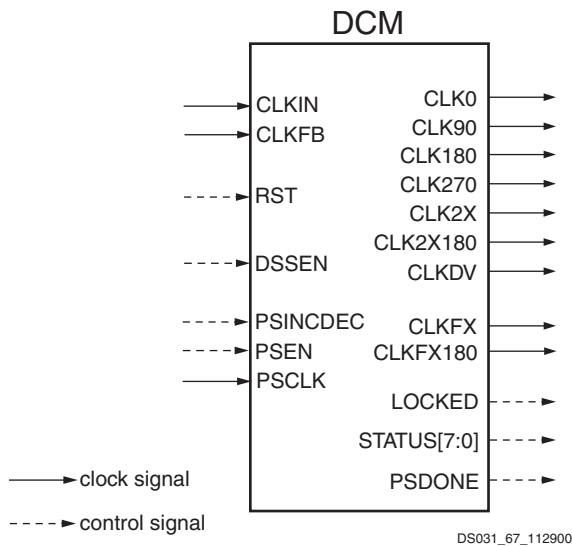 DCM
CLKIN
CLKFB
RST
DSSEN
PSINCDEC
PSEN
PSCLK
CLK0
CLK90
CLK180
CLK270
CLK2X
CLK2X180
CLKDV
CLKFX
CLKFX180
LOCKED
STATUS[7:0]
PSDONE
clock signal
control signal
DS031_67_112900